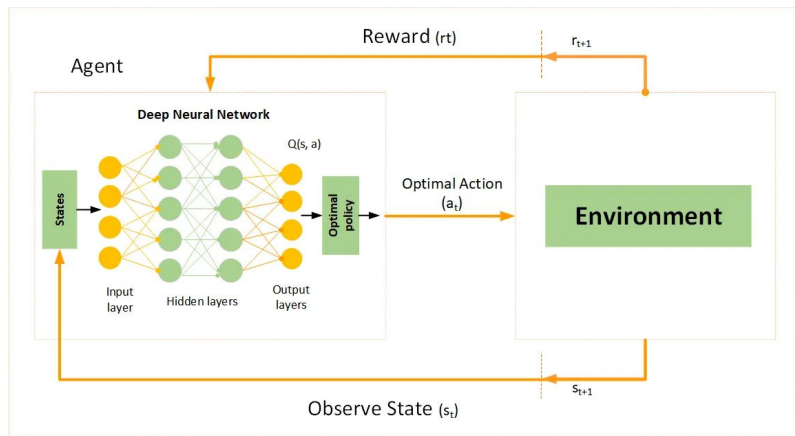 Reward (rt)
rt+1
Agent
Deep Neural Network
Q(s, a)
States
Optimal
policy
Optimal Action
(at)
Environment
Input
layer
Hidden layers
Output
layers
st+1
Observe State (st)